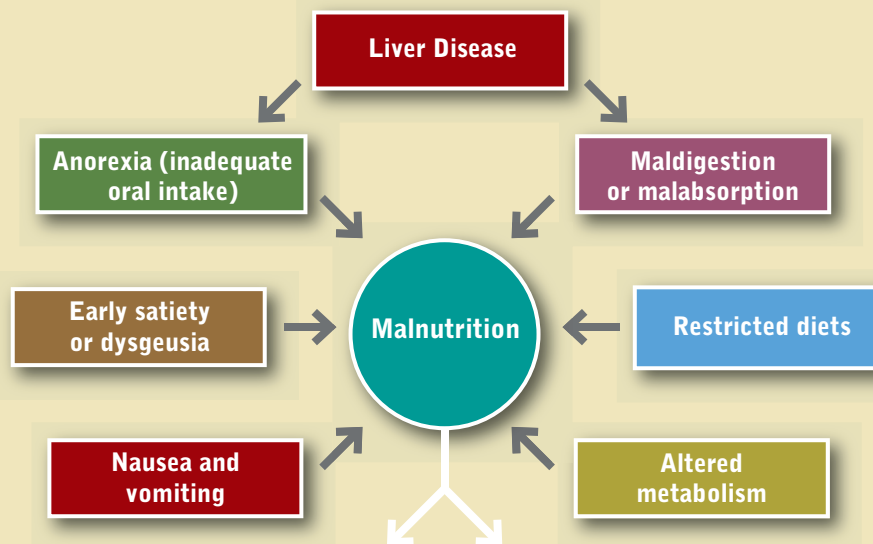 Liver Disease
Anorexia (inadequate
oral intake)
Maldigestion
or malabsorption
Early satiety
or dysgeusia
Malnutrition
Restricted diets
Nausea and
vomiting
Altered
metabolism